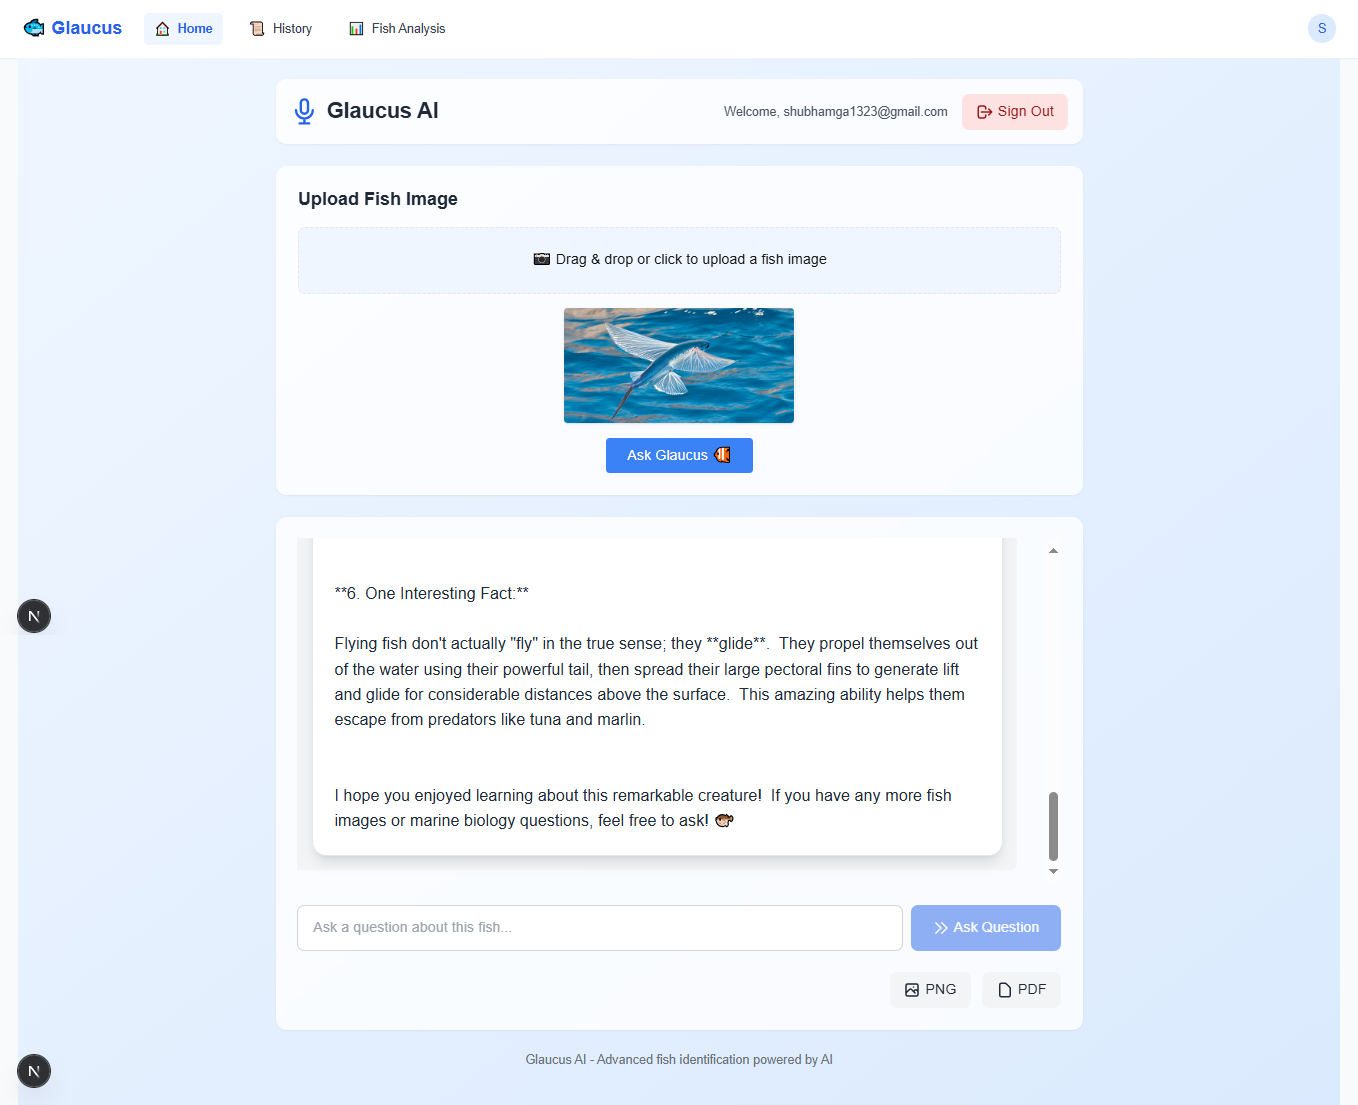 Glaucus
Home
History
Fish Analysis
S
Glaucus AI
Welcome, shubhamga1323@gmail.com
Sign Out
Upload Fish Image
Drag & drop or click to upload a fish image
Ask Glaucus
**6. One Interesting Fact:**
Flying fish don't actually "fly" in the true sense; they **glide**.  They propel themselves out
of the water using their powerful tail, then spread their large pectoral fins to generate lift
and glide for considerable distances above the surface.  This amazing ability helps them
escape from predators like tuna and marlin.
I hope you enjoyed learning about this remarkable creature!  If you have any more fish
images or marine biology questions, feel free to ask!
N
Ask a question about this fish...
Ask Question
PNG
PDF
Glaucus AI - Advanced fish identification powered by AI
N